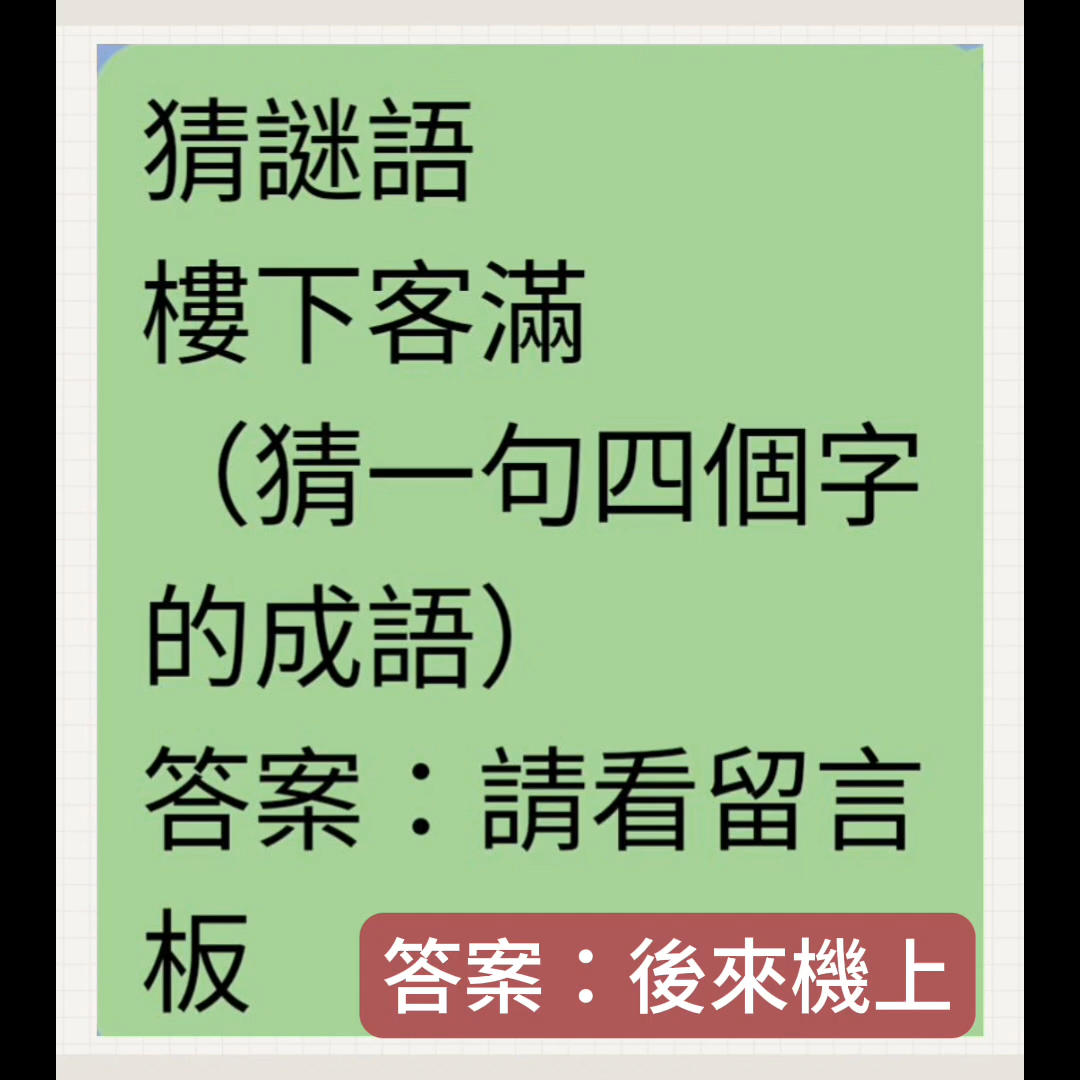 猜謎語
樓下客滿
（猜一句四個字
的成語）
答案：請看留言
板
答案：後來機上